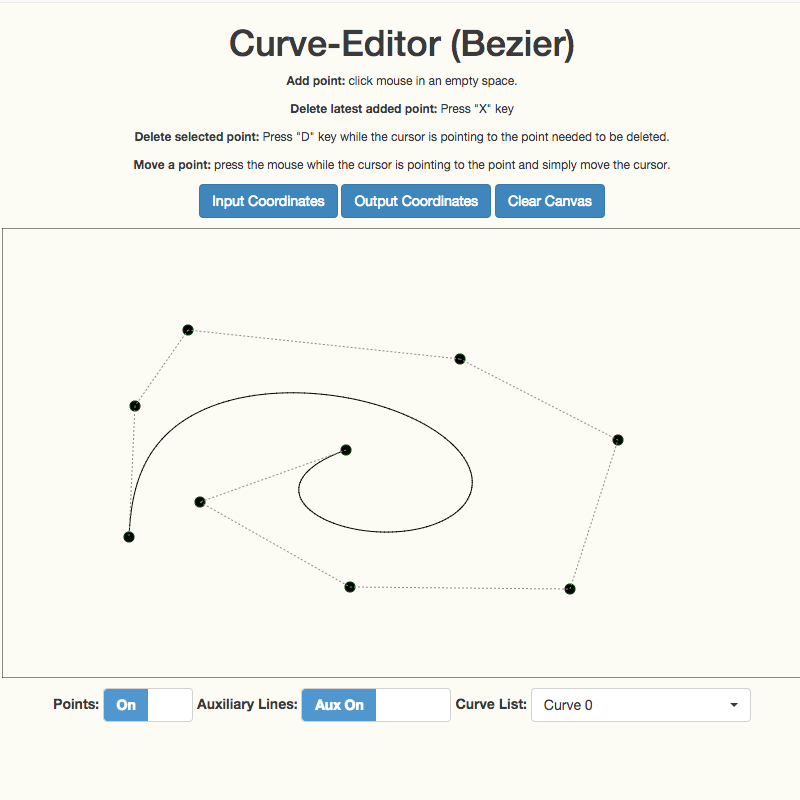 Curve-Editor (Bezier)
Add point: click mouse in an empty space.
Delete latest added point: Press "X" key
Delete selected point: Press "D" key while the cursor is pointing to the point needed to be deleted.
Move a point: press the mouse while the cursor is pointing to the point and simply move the cursor.
Input Coordinates Output Coordinates Clear Canvas
Points: On Auxiliary Lines: Aux On Curve List: Curve 0